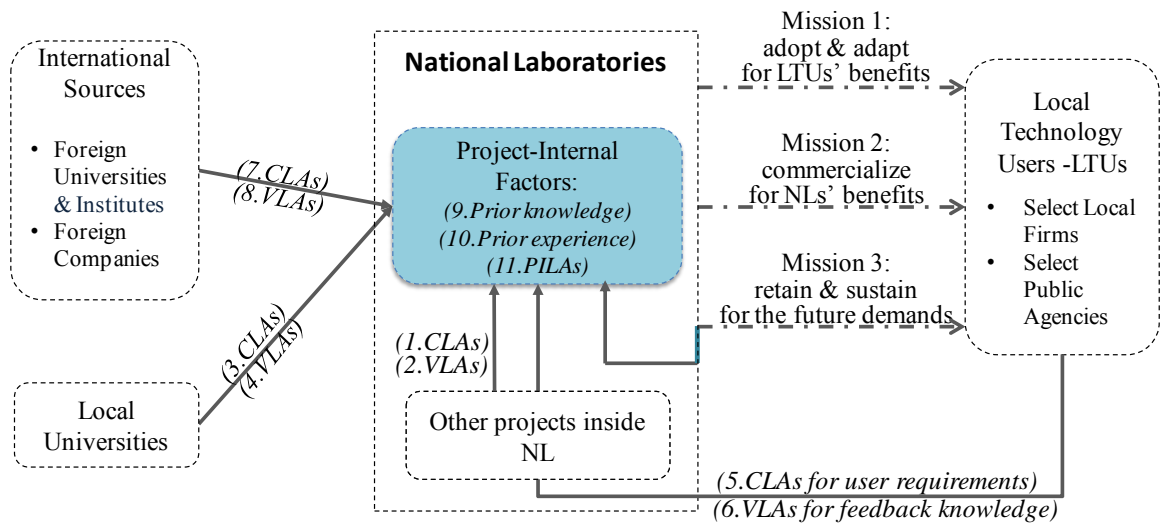 International
Sources
• Foreign
Universities
& Institutes
• Foreign
Companies
Local
Universities
(7.CLAs)
(8.VLAs)
(3.CLAs)
(4.VLAs)
National Laboratories
Project-Internal
Factors:
(9.Prior knowledge)
(10.Prior experience)
(11.PILAs)
(1.CLAs)
(2.VLAs)
Other projects inside
NL
Mission 1:
adopt & adapt
for LTUs’ benefits
Mission 2:
commercialize
for NLs’ benefits
Mission 3:
retain & sustain
for the future demands
Local
Technology
Users -LTUs
• Select Local
Firms
• Select
Public
Agencies
(5.CLAs for user requirements)
(6.VLAs for feedback knowledge)